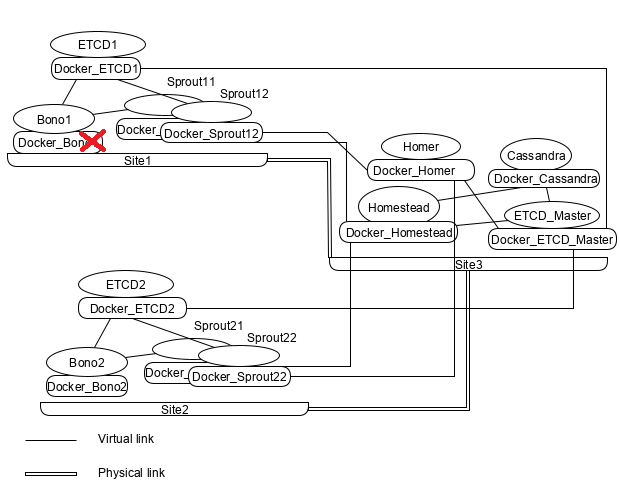 ETCD1
Docker_ETCD1
Sprout11
Sprout12
Bono1
Docker_ Docker_Sprout12
Docker_Bono
Site1
Homer
Docker_Homer
Cassandra
Docker_Cassandra
Homestead
Docker_Homestead
ETCD_Master
Docker_ETCD_Master
Site3
ETCD2
Docker_ETCD2
Sprout21
Sprout22
Bono2
Docker_ Docker_Sprout22
Docker_Bono2
Site2
Virtual link
Physical link